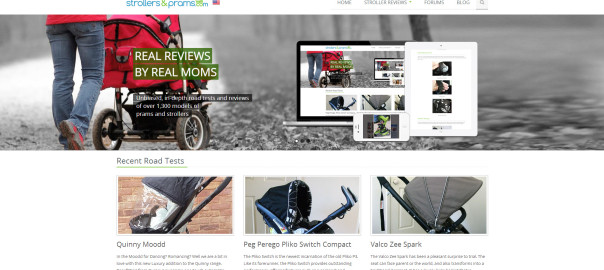 strollers&prams.com
HOME STROLLER REVIEWS FORUMS BLOG
REAL REVIEWS
BY REAL MOMS
Unbiased, in-depth road tests and reviews
of over 1,300 models of
prams and strollers
Recent Road Tests
Quinny Moodd
Peg Perego Pliko Switch Compact
Valco Zee Spark
In the Mood for Dancing? Romancing? Well we are a bit in
love with this new Luxury addition to the Quinny range.
The Pliko Switch is the newest incarnation of the old Pliko P3.
Like its forerunner, the Pliko Switch provides outstanding
The Valco Zee Spark has been a pleasant surprise to trial. The
seat can face parent or the world, and also transforms into a